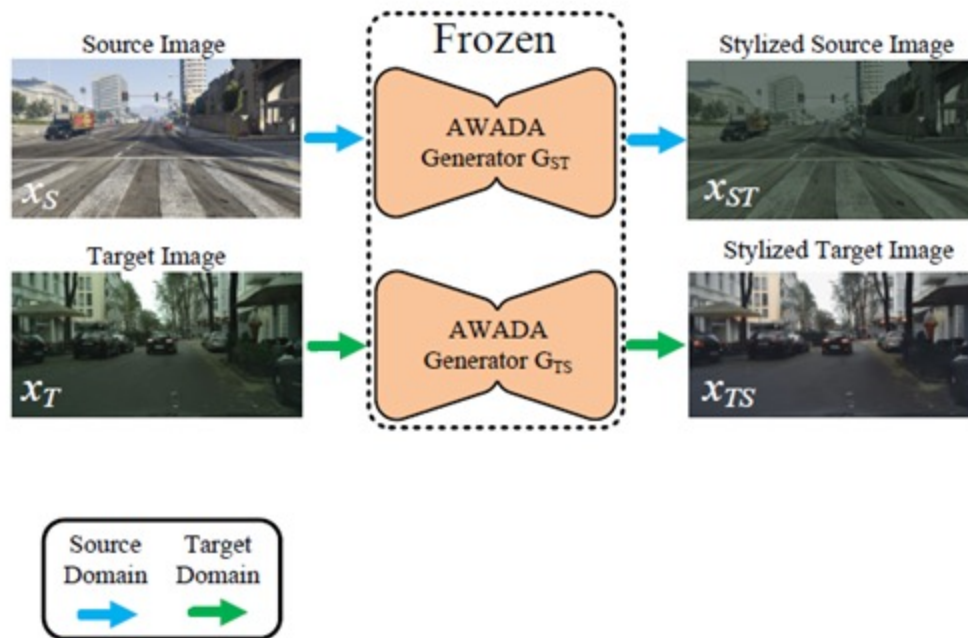 Source Image
Frozen
Stylized Source Image
AWADA
Generator G_ST
x_S
x_ST
Target Image
Stylized Target Image
AWADA
Generator G_TS
x_T
x_TS
Source Domain
Target Domain